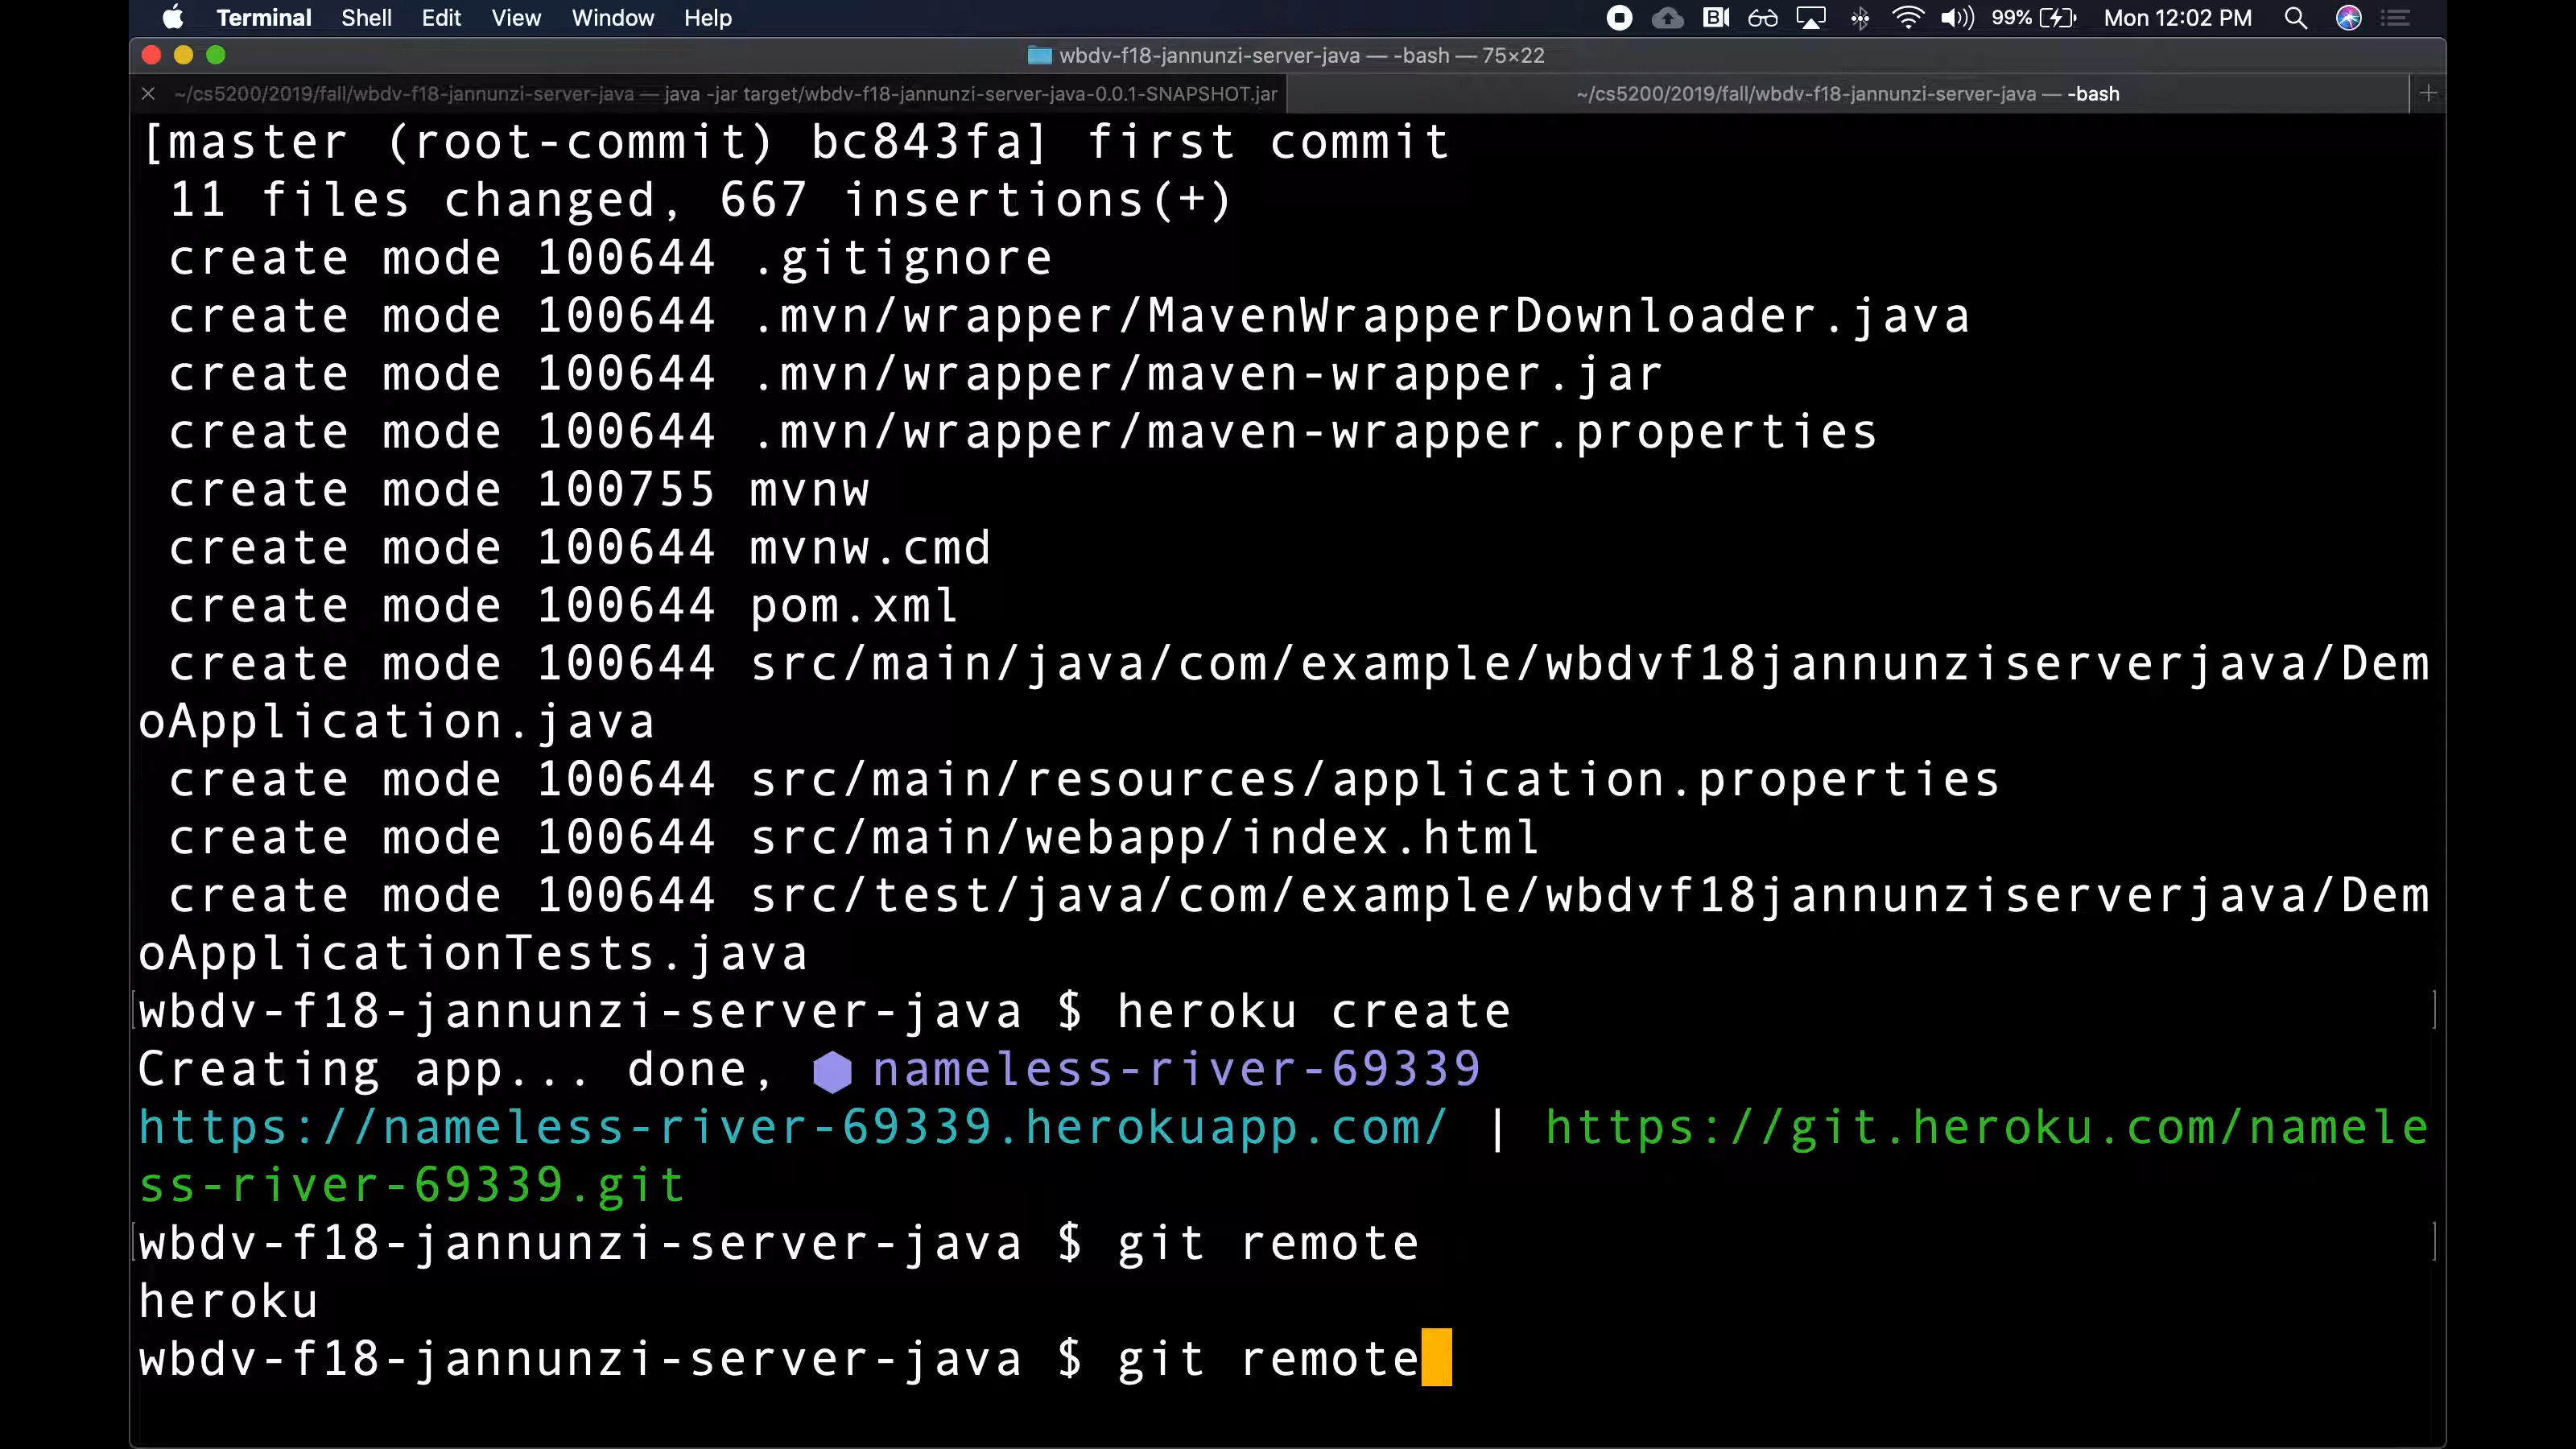 Terminal Shell Edit View Window Help 99% Mon 12:02 PM
wbdv-f18-jannunzi-server-java — -bash — 75×22
~/cs5200/2019/fall/wbdv-f18-jannunzi-server-java — java -jar target/wbdv-f18-jannunzi-server-java-0.0.1-SNAPSHOT.jar ~/cs5200/2019/fall/wbdv-f18-jannunzi-server-java — -bash
[master (root-commit) bc843fa] first commit
11 files changed, 667 insertions(+)
create mode 100644 .gitignore
create mode 100644 .mvn/wrapper/MavenWrapperDownloader.java
create mode 100644 .mvn/wrapper/maven-wrapper.jar
create mode 100644 .mvn/wrapper/maven-wrapper.properties
create mode 100755 mvnw
create mode 100644 mvnw.cmd
create mode 100644 pom.xml
create mode 100644 src/main/java/com/example/wbdvf18jannunziserverjava/Dem
oApplication.java
create mode 100644 src/main/resources/application.properties
create mode 100644 src/main/webapp/index.html
create mode 100644 src/test/java/com/example/wbdvf18jannunziserverjava/Dem
oApplicationTests.java
[wbdv-f18-jannunzi-server-java $ heroku create ]
Creating app... done, ⬢ nameless-river-69339
https://nameless-river-69339.herokuapp.com/ | https://git.heroku.com/namele
ss-river-69339.git
[wbdv-f18-jannunzi-server-java $ git remote ]
heroku
wbdv-f18-jannunzi-server-java $ git remote